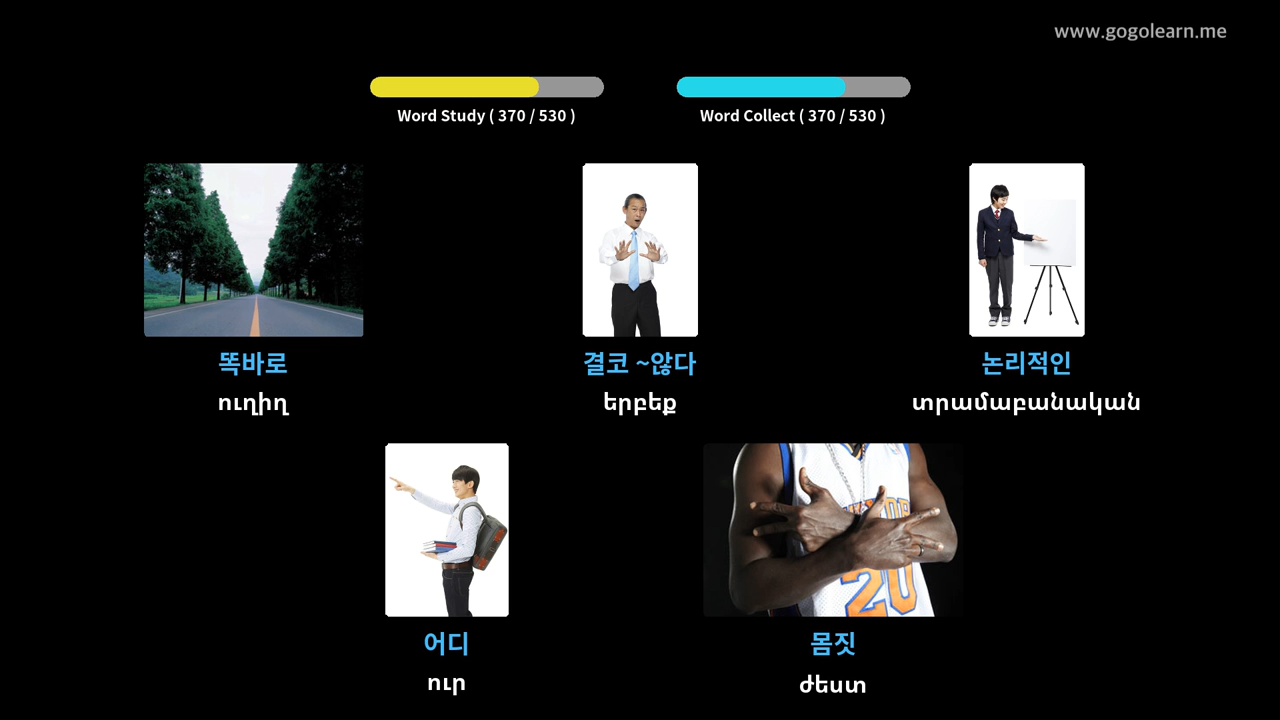 www.gogolearn.me
Word Study ( 370 / 530 )
Word Collect ( 370 / 530 )
똑바로
결코 ~않다
논리적인
ուղիղ
երբեք
տրամաբանական
20
어디
몸짓
ուր
ժեստ